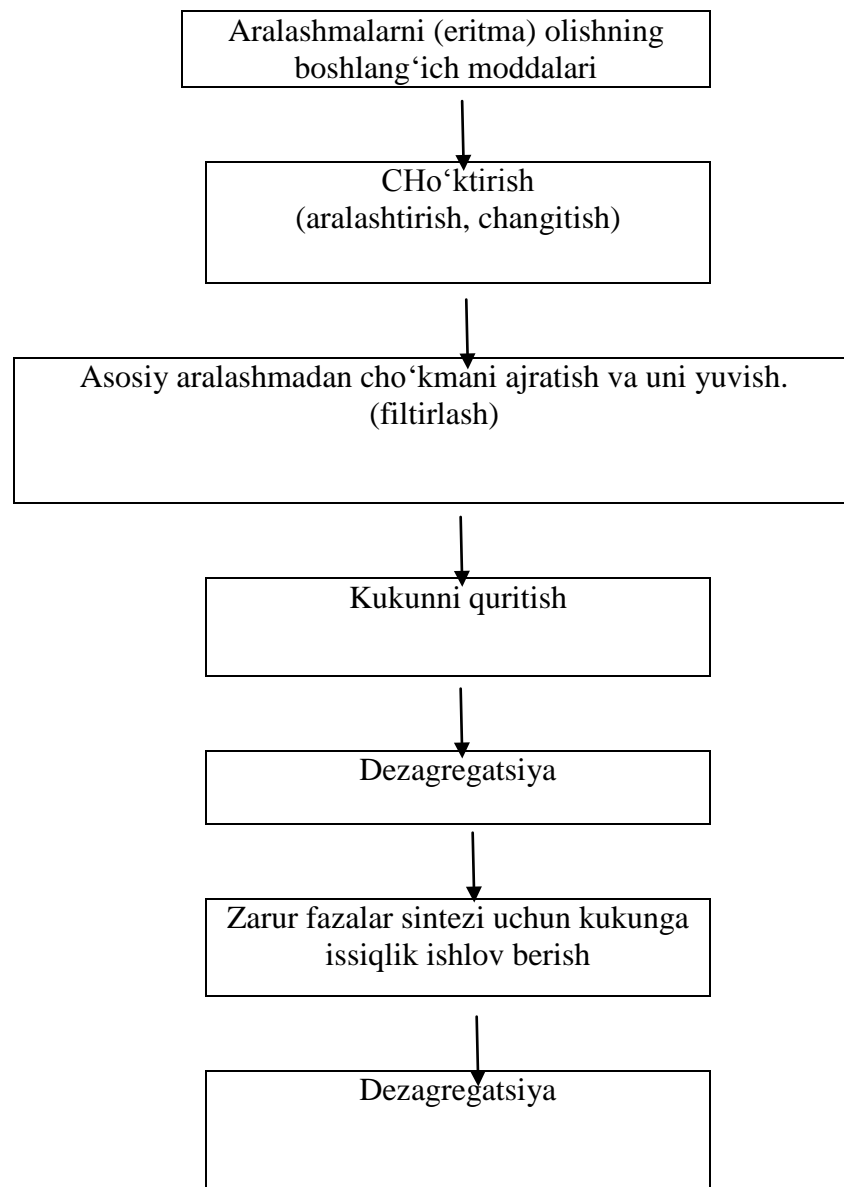 Aralashmalarni (eritma) olishning
boshlang‘ich moddalari
CHo‘ktirish
(aralashtirish, changitish)
Asosiy aralashmadan cho‘kmani ajratish va uni yuvish.
(filtirlash)
Kukunni quritish
Dezagregatsiya
Zarur fazalar sintezi uchun kukunga
issiqlik ishlov berish
Dezagregatsiya